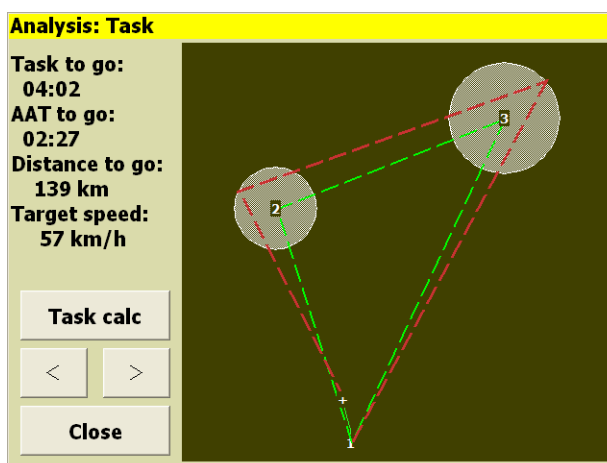 Analysis: Task
Task to go:
04:02
AAT to go:
02:27
Distance to go:
139 km
Target speed:
57 km/h
Task calc
< >
Close
3
2
+
1